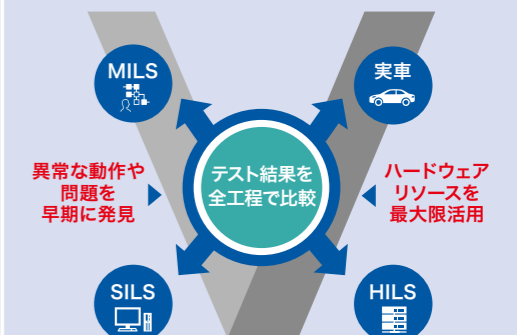 MILS
実車
異常な動作や
問題を
早期に発見
テスト結果を
全工程で比較
ハードウェア
リソースを
最大限活用
SILS
HILS